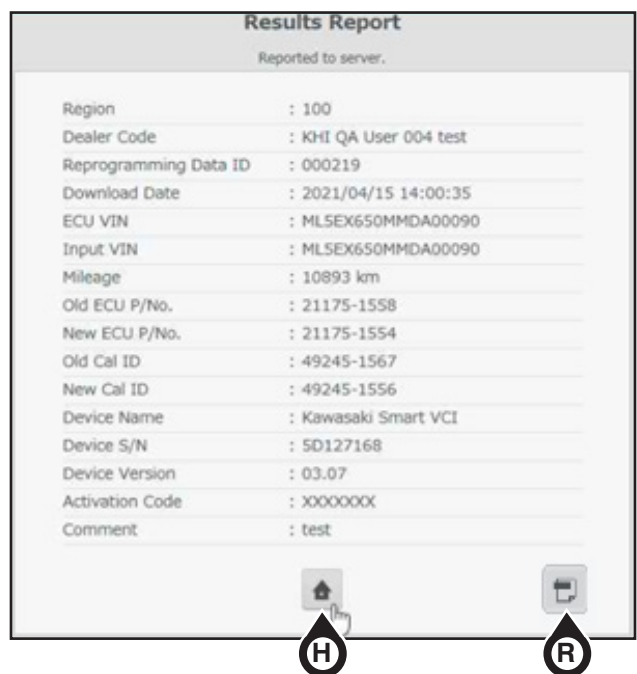 Results Report
Reported to server.
Region : 100
Dealer Code : KHI QA User 004 test
Reprogramming Data ID : 000219
Download Date : 2021/04/15 14:00:35
ECU VIN : ML5EX650MMDA00090
Input VIN : ML5EX650MMDA00090
Mileage : 10893 km
Old ECU P/No. : 21175-1558
New ECU P/No. : 21175-1554
Old Cal ID : 49245-1567
New Cal ID : 49245-1556
Device Name : Kawasaki Smart VCI
Device S/N : 5D127168
Device Version : 03.07
Activation Code : XXXXXXX
Comment : test
H R